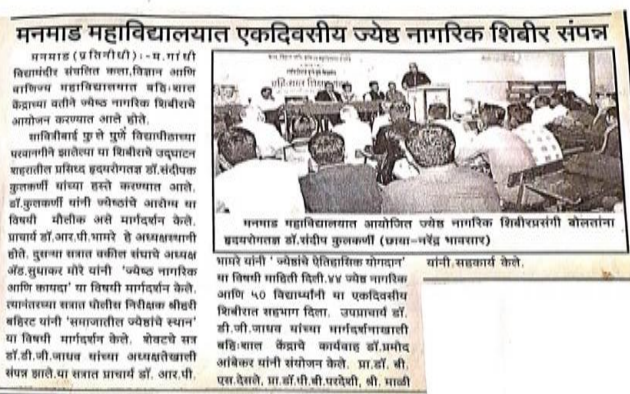 मनमाड महाविद्यालयात एकदिवसीय ज्येष्ठ नागरिक शिबीर संपन्न
मनमाड (प्रतिनीधी) :- म.गांधी
विद्यामंदीर संचलित कला,विज्ञान आणि
वाणिज्य महाविद्यालयात बहि:शाल
केंद्राच्या वतीने ज्येष्ठ नागरिक शिबीराचे
आयोजन करण्यात आले होते.
सावित्रीबाई फुले पुणे विद्यापीठाच्या
परवानगीने झालेल्या या शिबीराचे उद्घाटन
शहरातील प्रसिध्द हृदयरोगतज्ञ डॉ.संदीपक
कुलकर्णी यांच्या हस्ते करण्यात आले.
डॉ.कुलकर्णी यांनी ज्येष्ठांचे आरोग्य या
विषयी मौलीक असे मार्गदर्शन केले.
प्राचार्य डॉ.आर.पी.भामरे हे अध्यक्षस्थानी
होते. दुसऱ्या सत्रात वकील संघाचे अध्यक्ष
अॅड.सुधाकर मोरे यांनी 'ज्येष्ठ नागरिक
आणि कायदा' या विषयी मार्गदर्शन केले.
त्यानंतरच्या सत्रात पोलीस निरीक्षक श्रीहरी
बहिरट यांनी 'समाजातील ज्येष्ठांचे स्थान'
या विषयी मार्गदर्शन केले. शेवटचे सत्र
डॉ.डी.जी.जाधव यांच्या अध्यक्षतेखाली
संपन्न झाले.या सत्रात प्राचार्य डॉ. आर.पी.
मनमाड महाविद्यालयात आयोजित ज्येष्ठ नागरिक शिबीरप्रसंगी बोलतांना
हृदयरोगतज्ञ डॉ.संदीप कुलकर्णी (छाया-नरेंद्र भावसार)
भामरे यांनी 'ज्येष्ठांचे ऐतिहासिक योगदान'
या विषयी माहिती दिली.४४ ज्येष्ठ नागरिक
आणि ५० विद्यार्थ्यांनी या एकदिवसीय
शिबीरात सहभाग दिला. उपप्राचार्य डॉ.
डी.जी.जाधव यांच्या मार्गदर्शनाखाली
बहि:शाल केंद्राचे कार्यवाह डॉ.प्रमोद
आंबेकर यांनी संयोजन केले. प्रा.डॉ. बी.
एस.देसले, प्रा.डॉ.पी.बी.परदेशी, श्री. माळी
यांनी.सहकार्य केले.